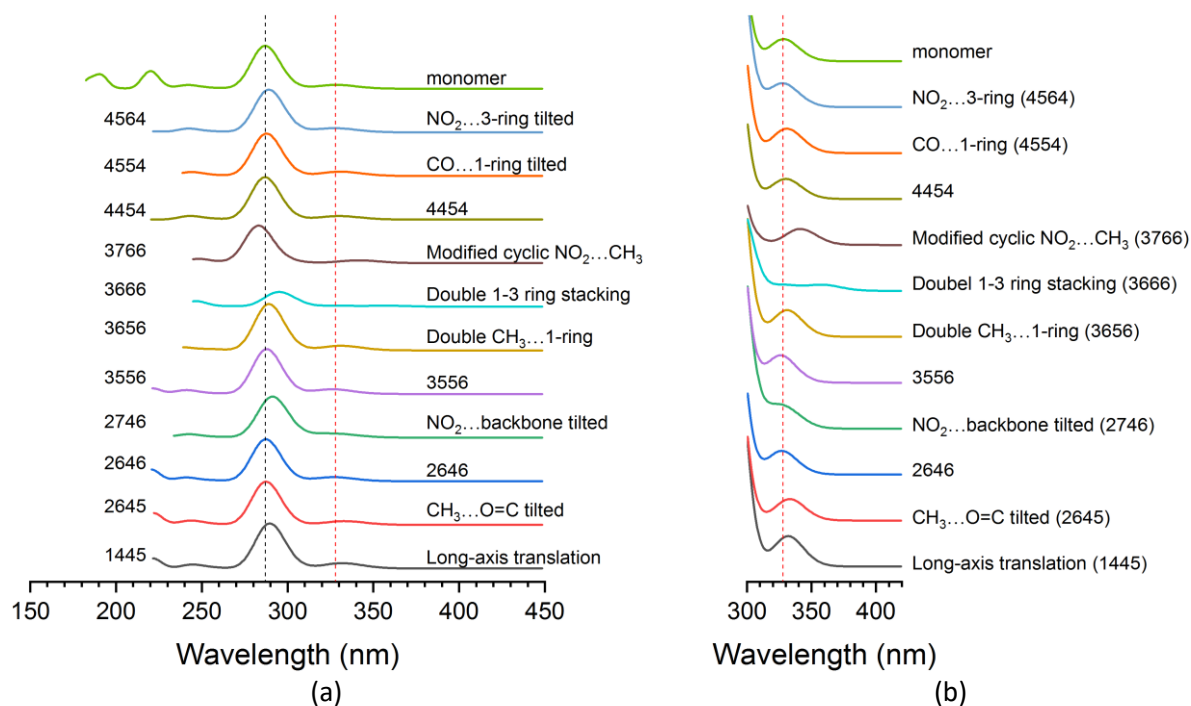 monomer
4564 NO2…3-ring tilted
4554 CO…1-ring tilted
4454 4454
3766 Modified cyclic NO2…CH3
3666 Double 1-3 ring stacking
3656 Double CH3…1-ring
3556 3556
2746 NO2…backbone tilted
2646 2646
2645 CH3…O=C tilted
1445 Long-axis translation
150 200 250 300 350 400 450
Wavelength (nm)
(a)
monomer
NO2…3-ring (4564)
CO…1-ring (4554)
4454
Modified cyclic NO2…CH3 (3766)
Doubel 1-3 ring stacking (3666)
Double CH3…1-ring (3656)
3556
NO2…backbone tilted (2746)
2646
CH3…O=C tilted (2645)
Long-axis translation (1445)
300 400
Wavelength (nm)
(b)